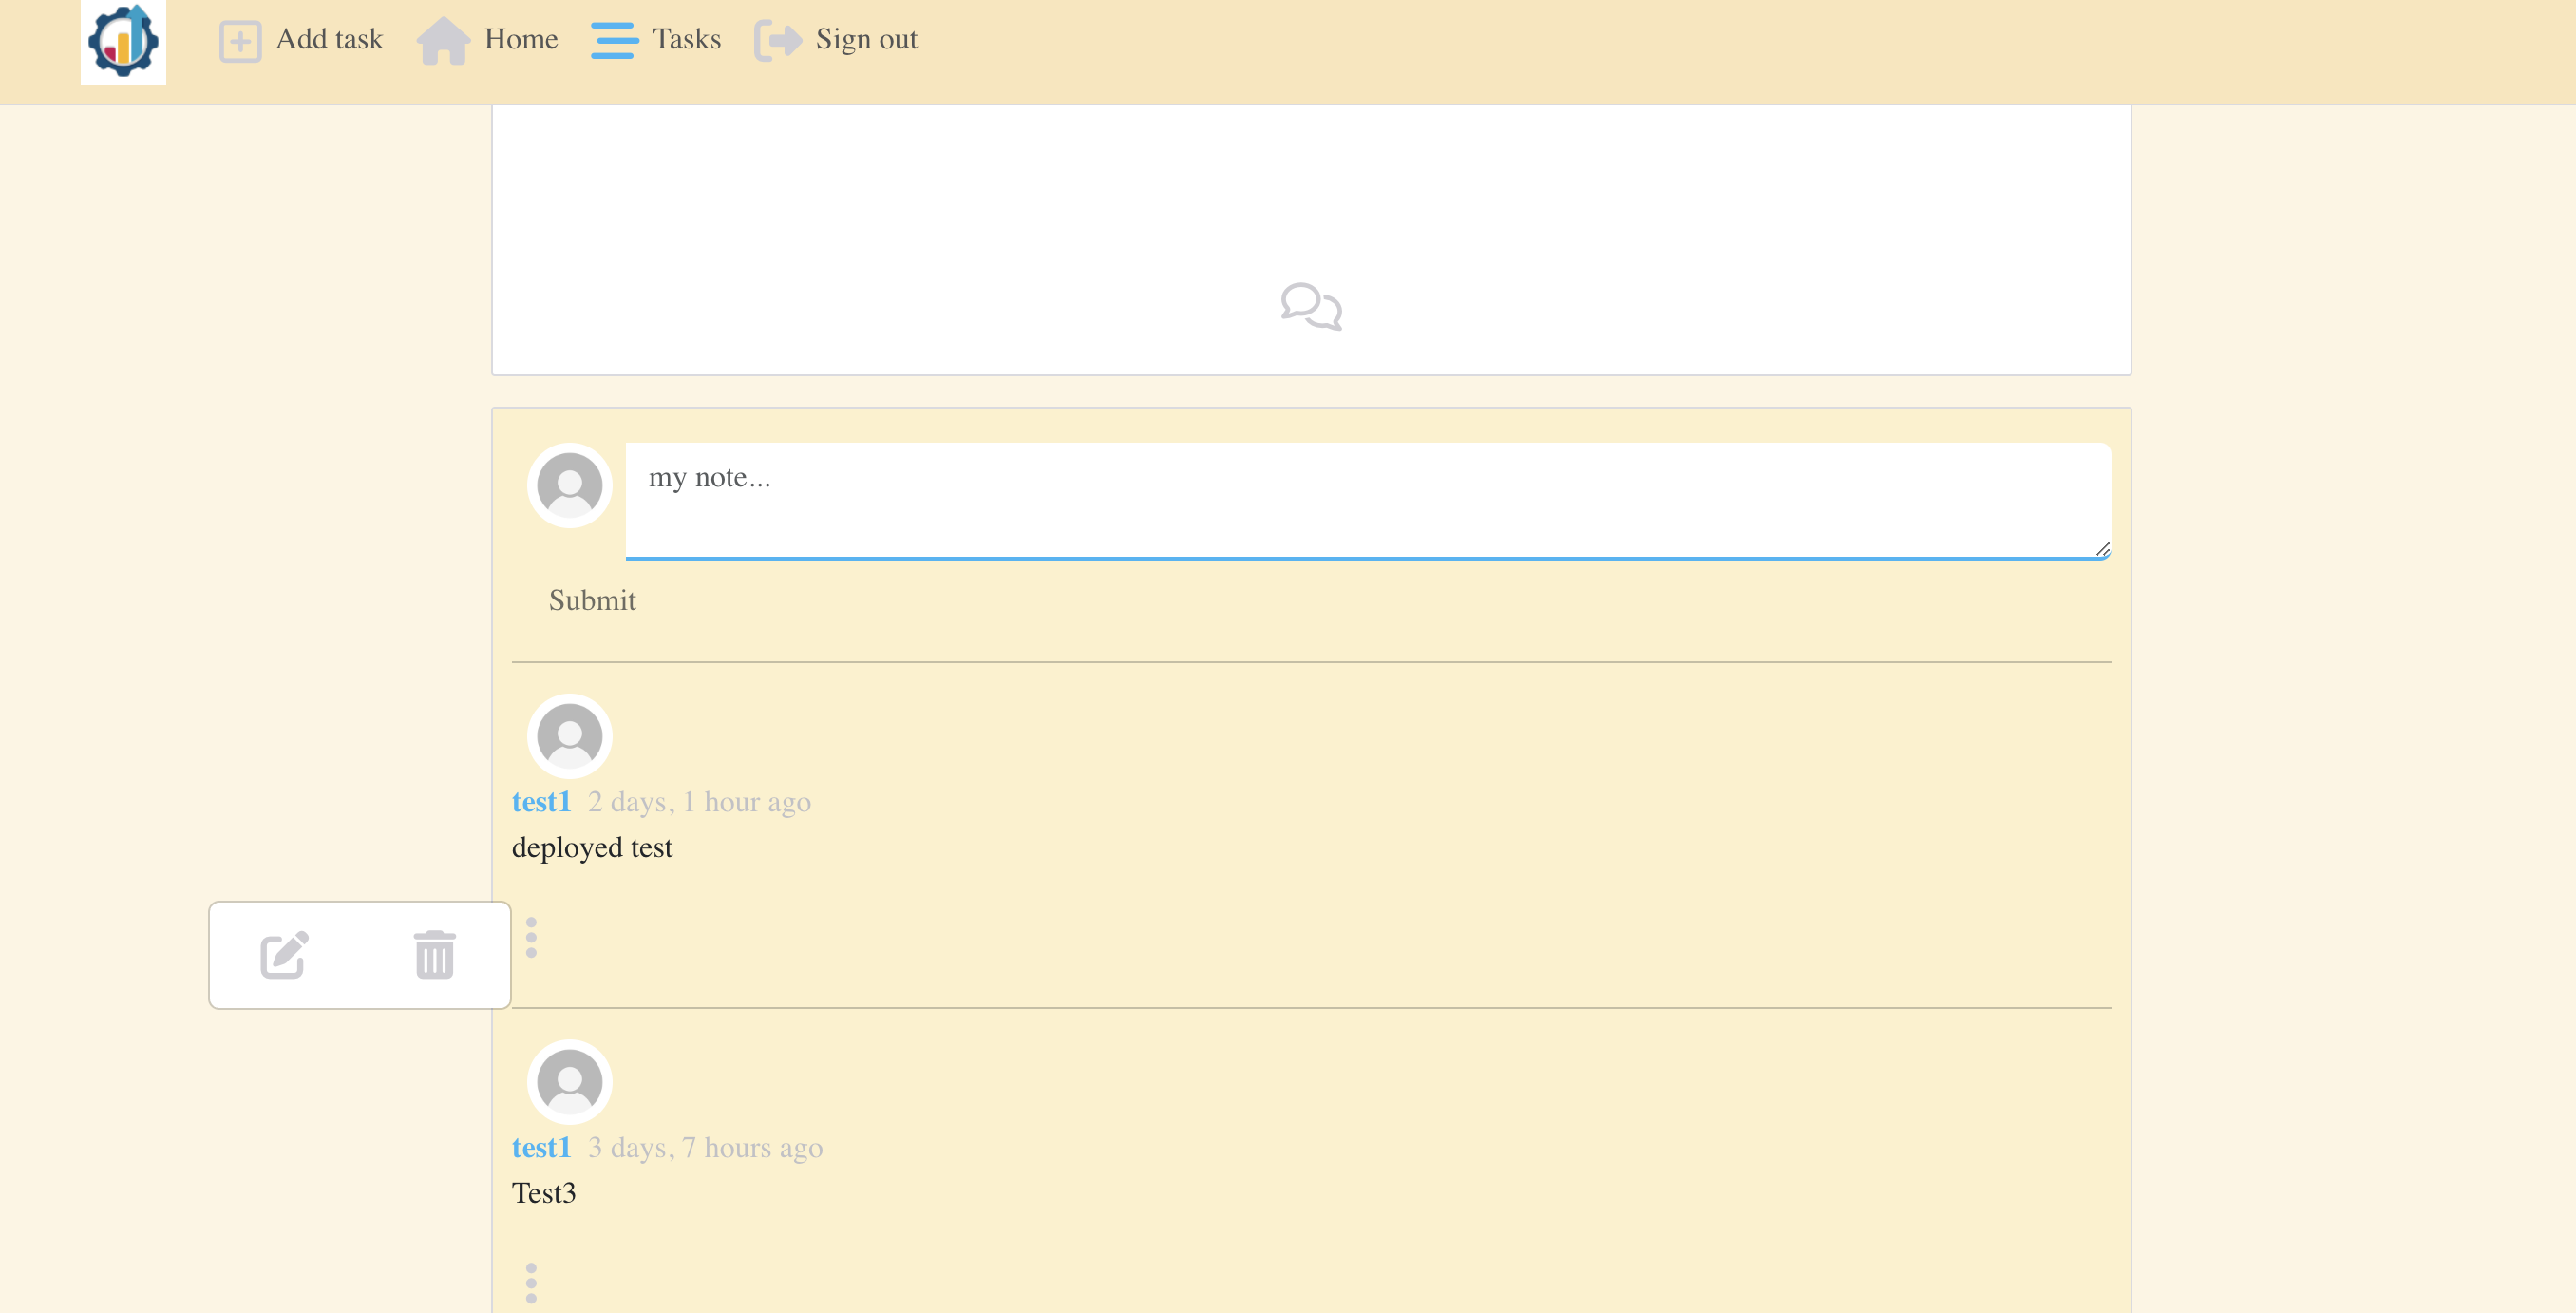 Add task Home Tasks Sign out
my note...
Submit
test1 2 days, 1 hour ago
deployed test
test1 3 days, 7 hours ago
Test3